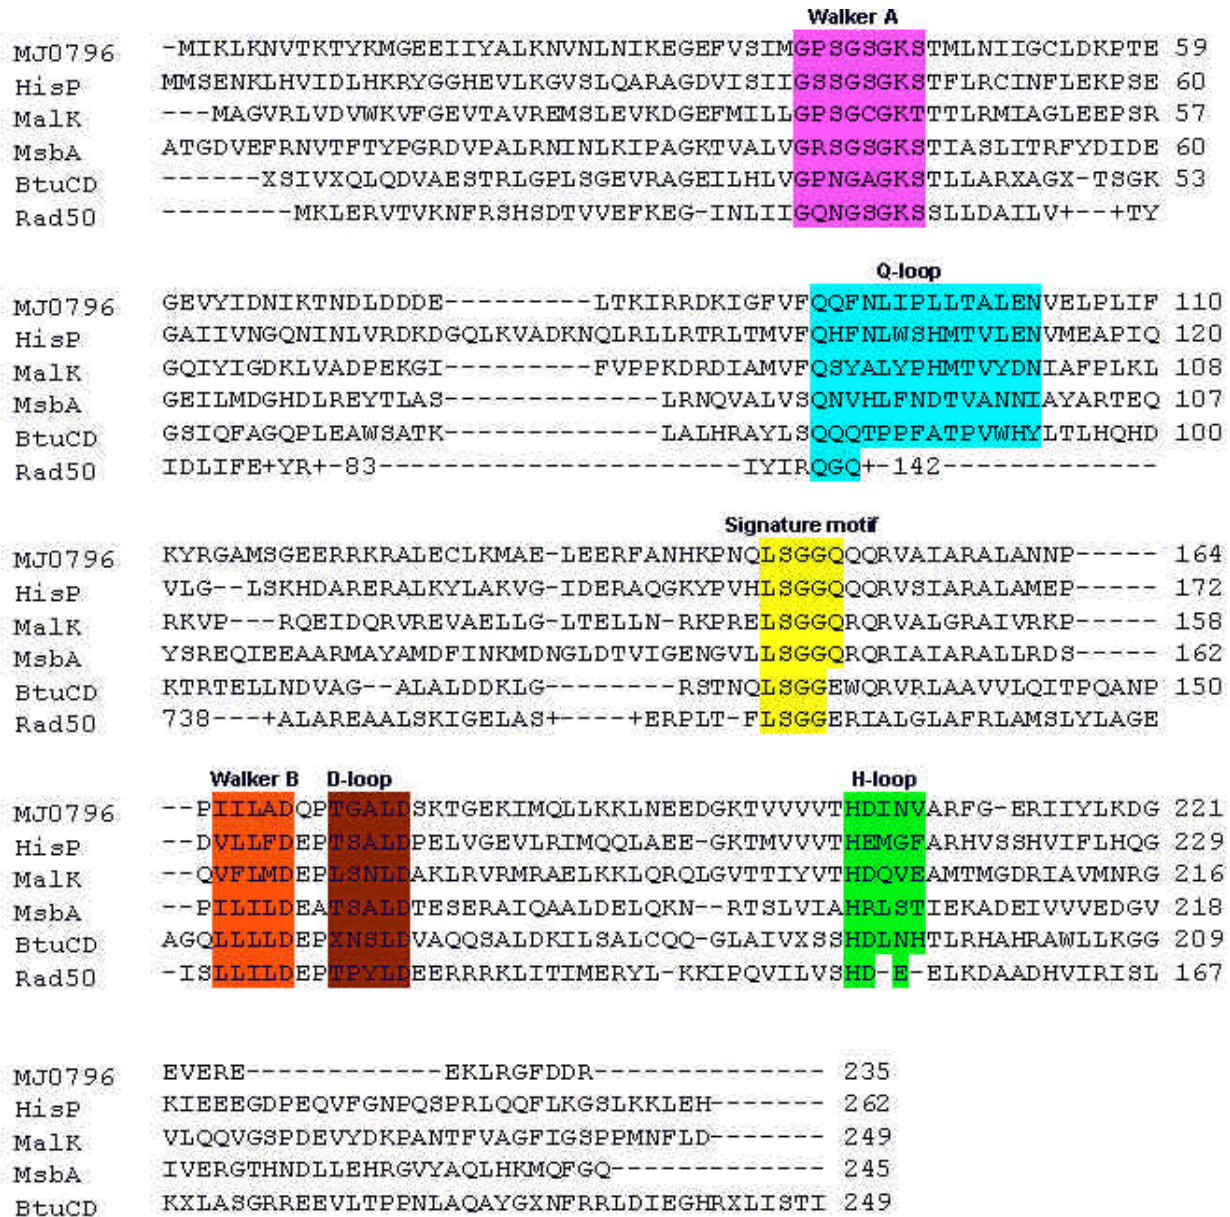 Walker A
MJ0796 -MIKLKNVTKTYKMGEEIIYALKNVNLNIKEGEFVSIMGPSGSGKSTMLNIIGCLDKPTE 59
HisP MMSENKLHVIDLHKRYGGHEVLKGVSLQARAGDVISIIGSSGSGKSTFLRCINFLEKPSE 60
MalK ---MAGVRLVDVWKVFGEVTAVREMSLEVKDGEFMILLGPSGCGKTTTLRMIAGLEEPSR 57
MsbA ATGDVEFRNVTFTYPGRDVPALRNINLKIPAGKTVALVGRSGSGKSTIASLITRFYDIDE 60
BtuCD ------XSIVXQLQDVAESTRLGPLSGEVRAGEILHLVGPNGAGKSTLLARXAGX-TSGK 53
Rad50 --------MKLERVTVKNFRSHSDTVVEFKEG-INLIIGQNGSGKSSLLDAILV+--+TY
Q-loop
MJ0796 GEVYIDNIKTNDLDDDE---------LTKIRRDKIGFVFQQFNLIPLLTALENVELPLIF 110
HisP GAIIVNGQNINLVRDKDGQLKVADKNQLRLLRTRLTMVFQHFNLWSHMTVLENVMEAPIQ 120
MalK GQIYIGDKLVADPEKGI---------FVPPKDRDIAMVFQSYALYPHMTVYDNIAFPLKL 108
MsbA GEILMDGHDLREYTLAS-------------LRNQVALVSQNVHLFNDTVANNIAYARTEQ 107
BtuCD GSIQFAGQPLEAWSATK-------------LALHRAYLSQQQTPPFATPVWHYLTLHQHD 100
Rad50 IDLIFE+YR+-83----------------------IYIRQGQ+-142-------------
Signature motif
MJ0796 KYRGAMSGEERRKRALECLKMAE-LEERFANHKPNQLSGGQQQRVAIARALANNP----- 164
HisP VLG--LSKHDARERALKYLAKVG-IDERAQGKYPVHLSGGQQQRVSIARALAMEP----- 172
MalK RKVP---RQEIDQRVREVAELLG-LTELLN-RKPRELSGGQRQRVALGRAIVRKP----- 158
MsbA YSREQIEEAARMAYAMDFINKMDNGLDTVIGENGVLLSGGQRQRIAIARALLRDS----- 162
BtuCD KTRTELLNDVAG--ALALDDKLG--------RSTNQLSGGEWQRVRLAAVVLQITPQANP 150
Rad50 738---+ALAREAALSKIGELAS+----+ERPLT-FLSGGERIALGLAFRLAMSLYLAGE
Walker B D-loop H-loop
MJ0796 --PIILADQPTGALDSKTGEKIMQLLKKLNEEDGKTVVVVTHDINVARFG-ERIIYLKDG 221
HisP --DVLLFDEPTSALDPELVGEVLRIMQQLAEE-GKTMVVVTHEMGFARHVSSHVIFLHQG 229
MalK --QVFLMDEPLSNLDAKLRVRMRAELKKLQRQLGVTTIYVTHDQVEAMTMGDRIAVMNRG 216
MsbA --PILILDEATSALDTESERAIQAALDELQKN--RTSLVIAHRLSTIEKADEIVVVEDGV 218
BtuCD AGQLLLLDEPXNSLDVAQQSALDKILSALCQQ-GLAIVXSSHDLNHTLRHAHRAWLLKGG 209
Rad50 -ISLLILDEPTPYLDEERRRKLITIMERYL-KKIPQVILVSHD-E-ELKDAADHVIRISL 167
MJ0796 EVERE------------EKLRGFDDR-------------- 235
HisP KIEEEGDPEQVFGNPQSPRLQQFLKGSLKKLEH------- 262
MalK VLQQVGSPDEVYDKPANTFVAGFIGSPPMNFLD------- 249
MsbA IVERGTHNDLLEHRGVYAQLHKMQFGQ------------- 245
BtuCD KXLASGRREEVLTPPNLAQAYGXNFRRLDIEGHRXLISTI 249